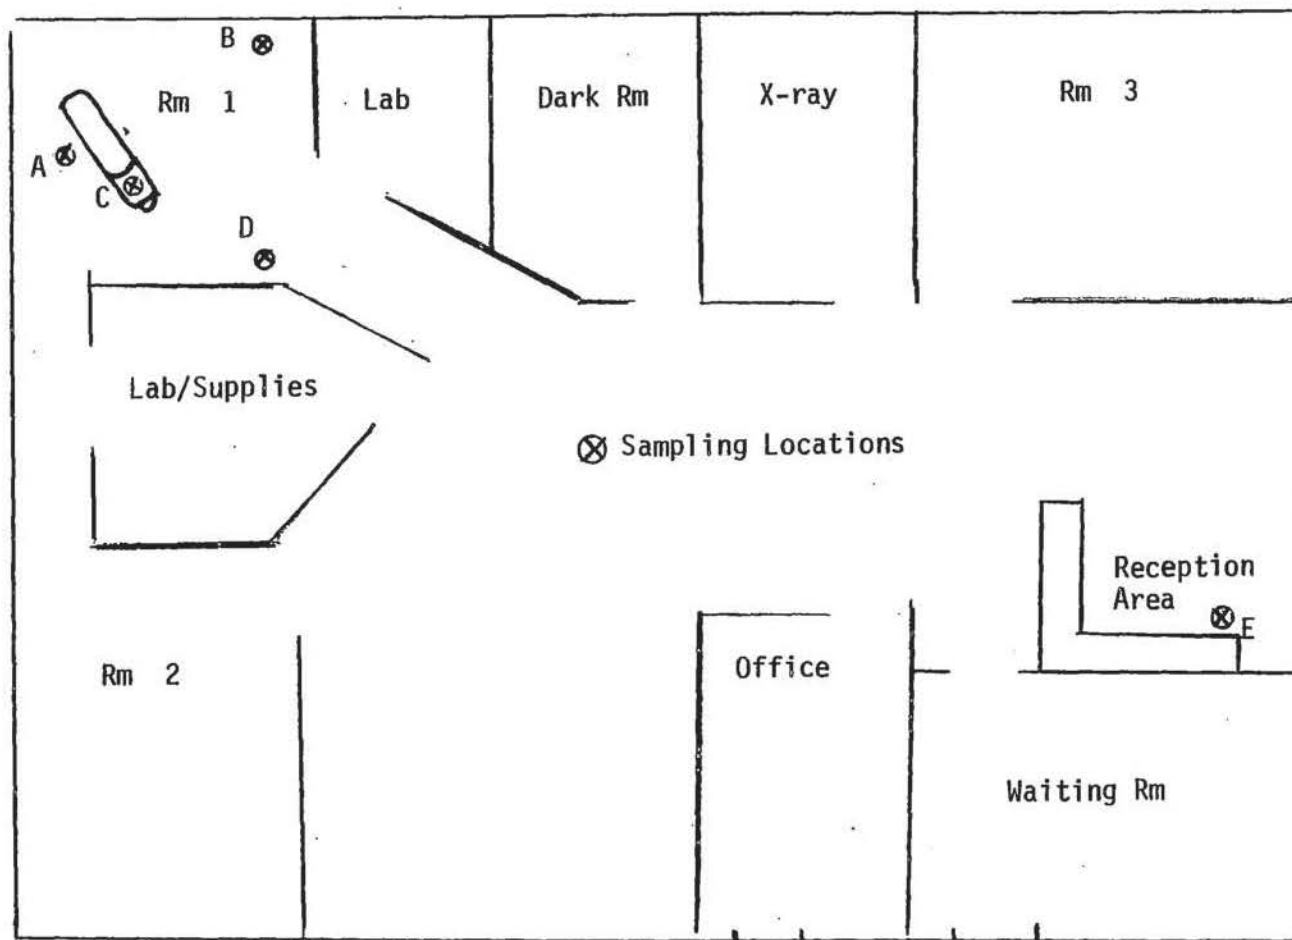 B
Rm 1
Lab
Dark Rm
X-ray
Rm 3
A
C
D
Lab/Supplies
Sampling Locations
Reception
Area
E
Rm 2
Office
Waiting Rm